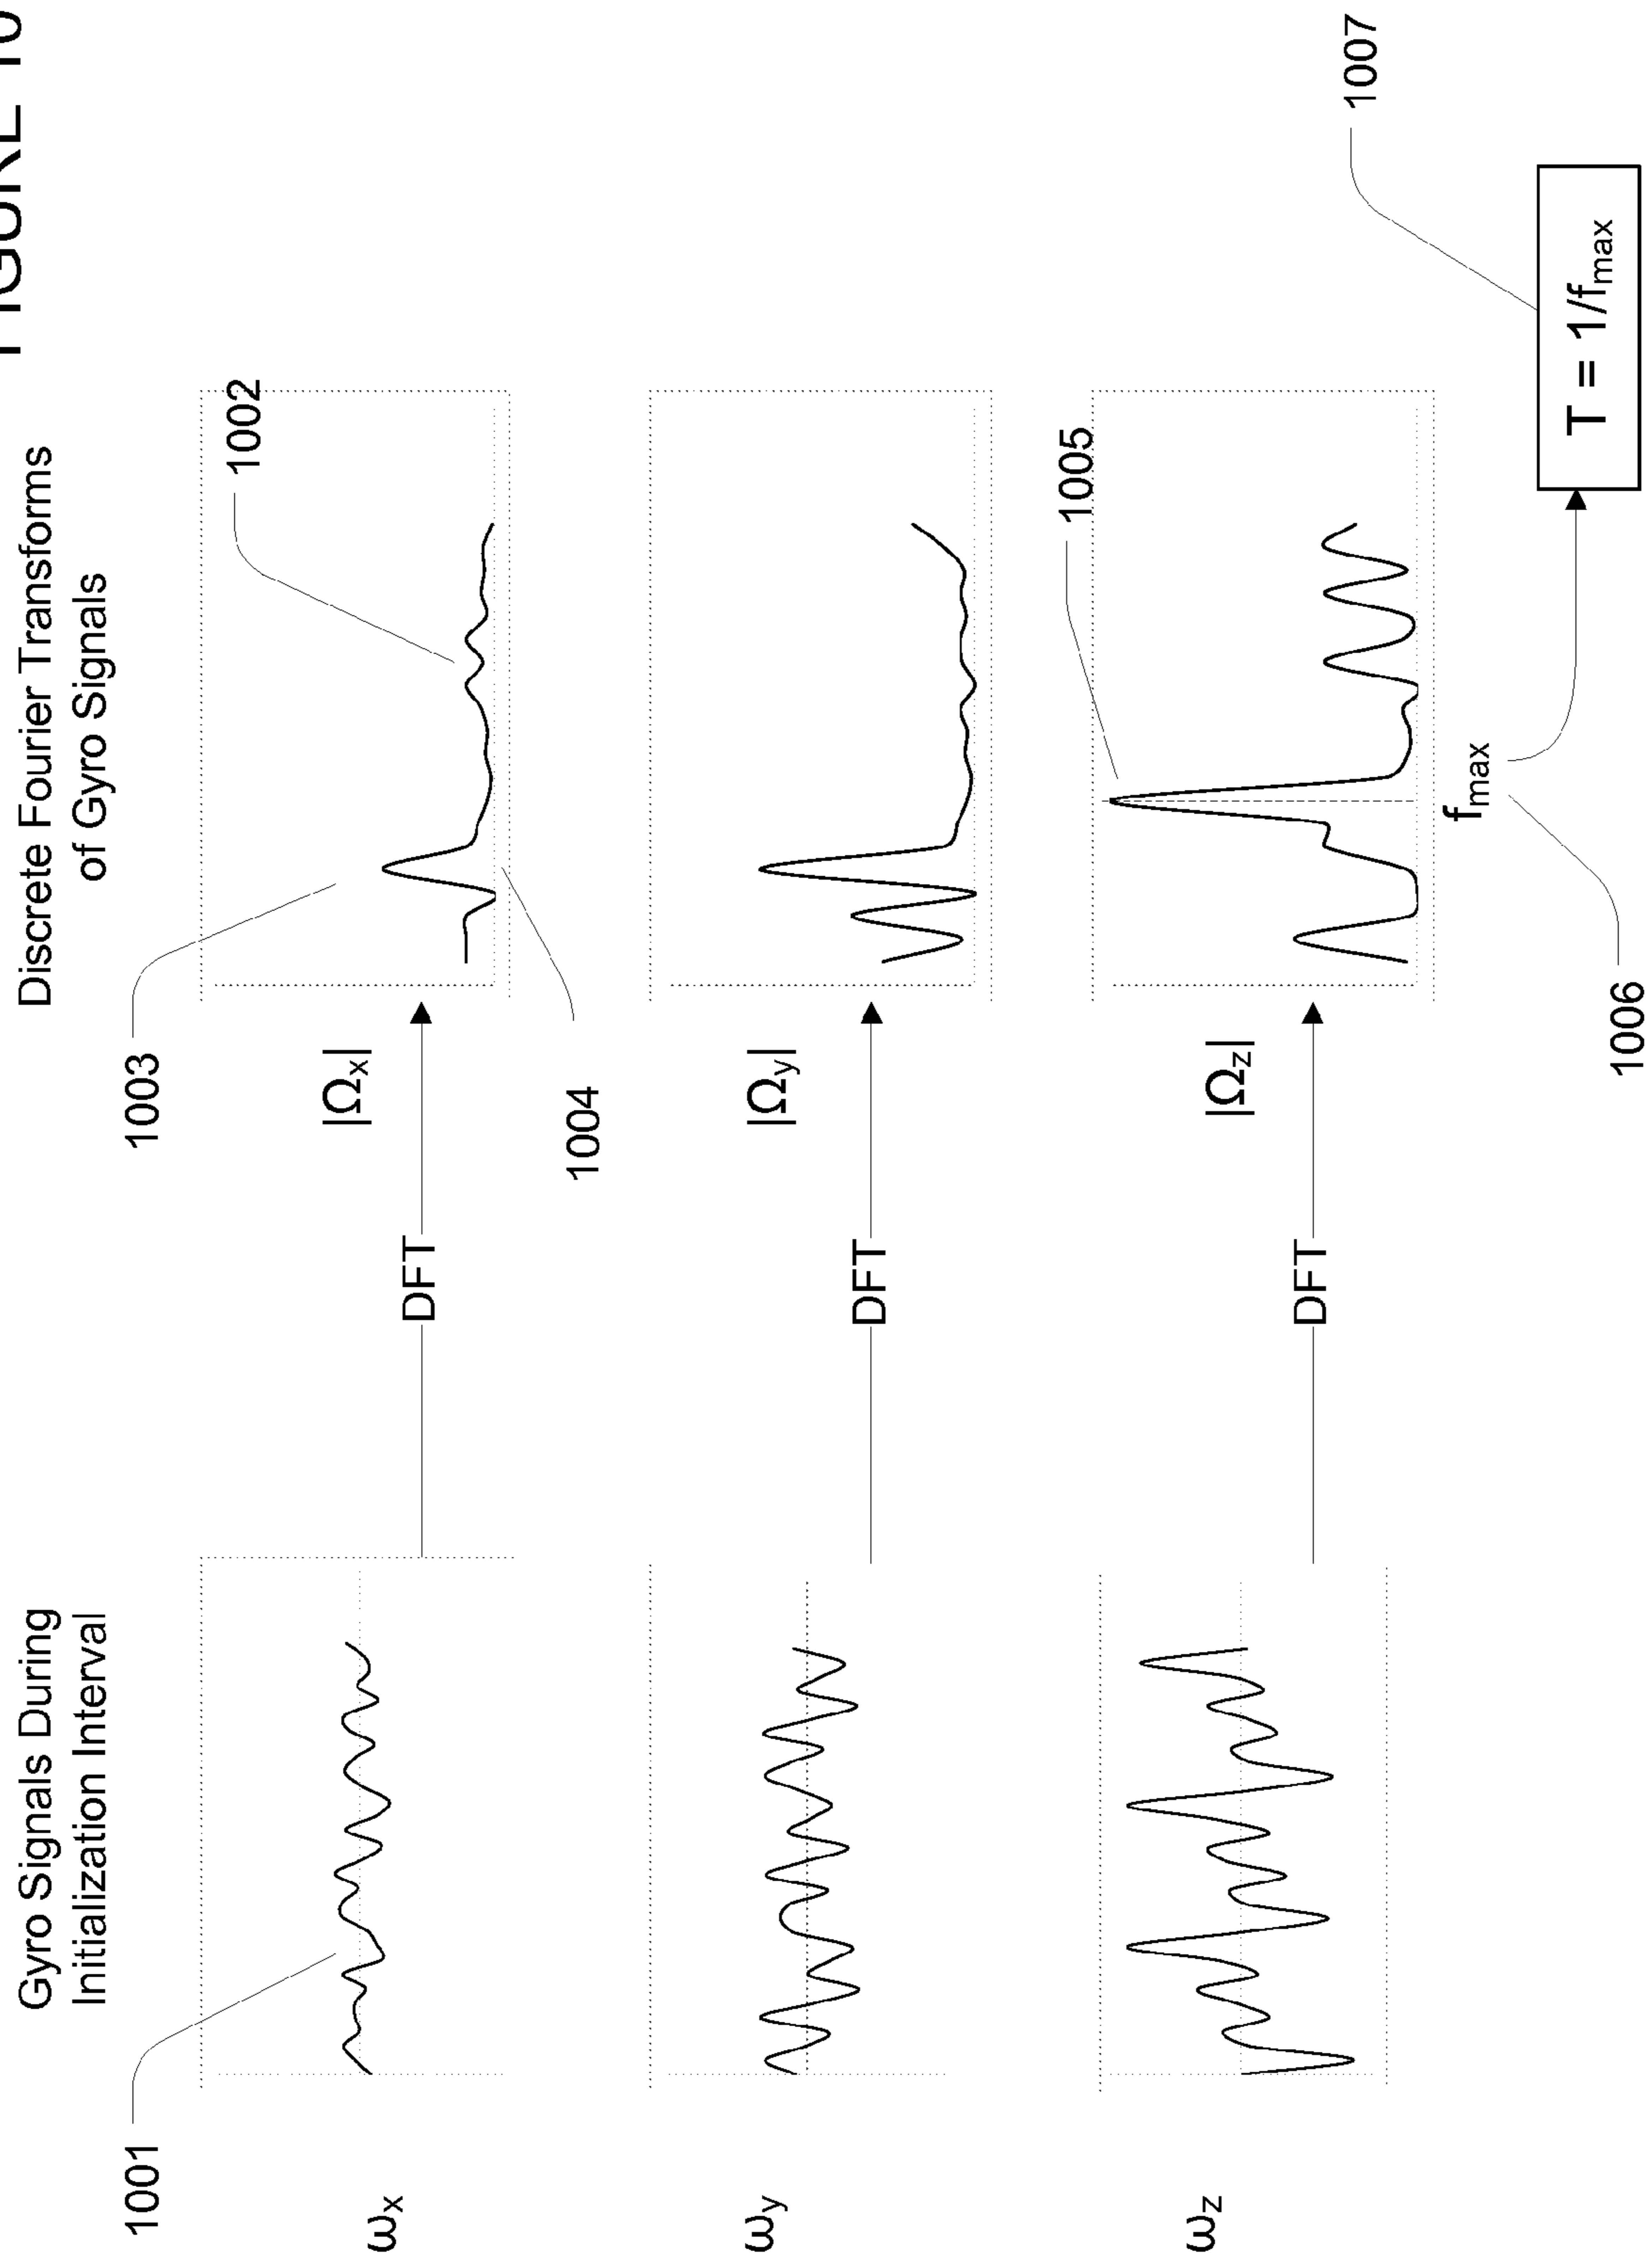 FIGURE 10
Gyro Signals During
Initialization Interval
Discrete Fourier Transforms
of Gyro Signals
1001
1003
1002
ωx
DFT
|Ωx|
1004
ωy
DFT
|Ωy|
1005
ωz
DFT
|Ωz|
fmax
1006
T = 1/fmax
1007